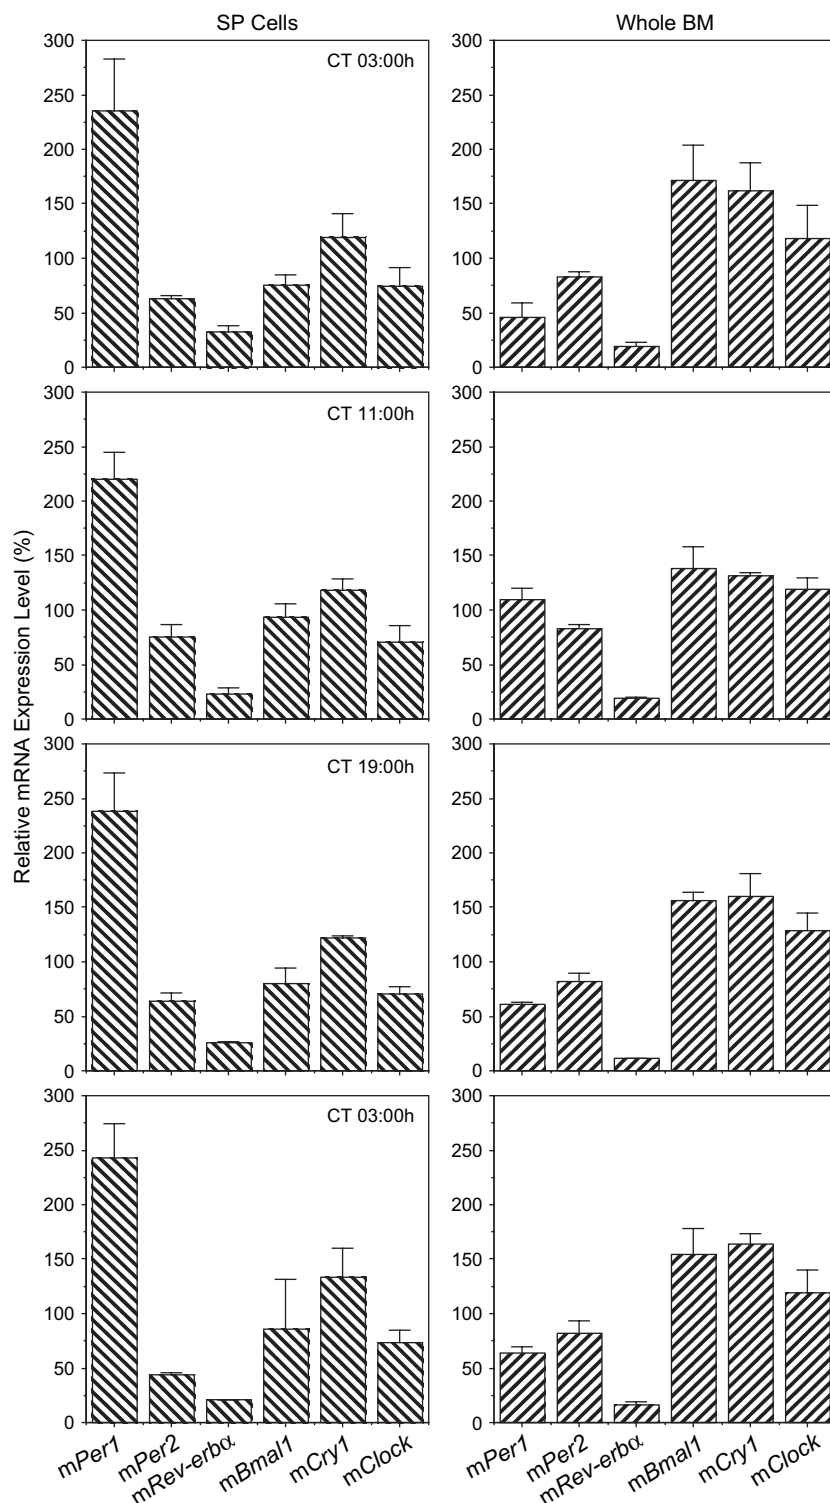 SP Cells
Whole BM
Relative mRNA Expression Level (%)
CT 03:00h
300
250
200
150
100
50
0
300
250
200
150
100
50
0
CT 11:00h
300
250
200
150
100
50
0
300
250
200
150
100
50
0
CT 19:00h
300
250
200
150
100
50
0
300
250
200
150
100
50
0
CT 03:00h
300
250
200
150
100
50
0
300
250
200
150
100
50
0
mPer1
mPer2
mRev-erbα
mBmal1
mCry1
mClock
mPer1
mPer2
mRev-erbα
mBmal1
mCry1
mClock